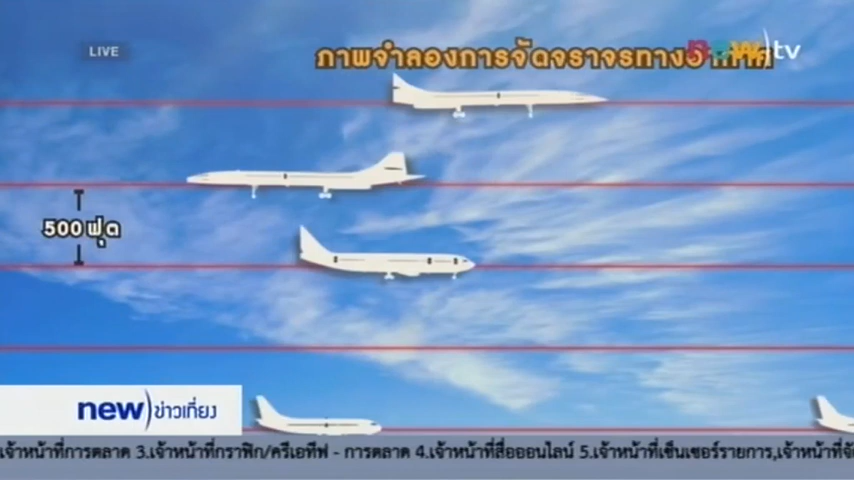 LIVE
new)tv
ภาพจำลองการจัดจราจรทางอากาศ
500 ฟุต
new)ข่าวเที่ยง
เจ้าหน้าที่การตลาด 3.เจ้าหน้าที่กราฟิก/ครีเอทีฟ - การตลาด 4.เจ้าหน้าที่สื่อออนไลน์ 5.เจ้าหน้าที่เซ็นเซอร์รายการ,เจ้าหน้าที่จัด